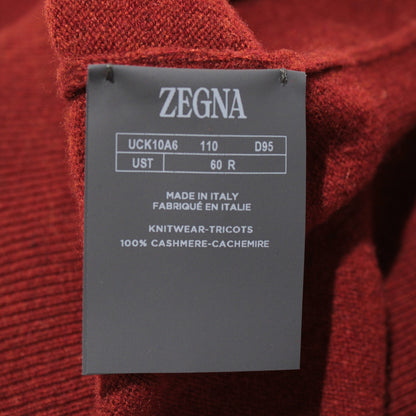 ZEGNA
UCK10A6 110 D95
UST 60 R
MADE IN ITALY
FABRIQUÉ EN ITALIE
KNITWEAR-TRICOTS
100% CASHMERE-CACHEMIRE